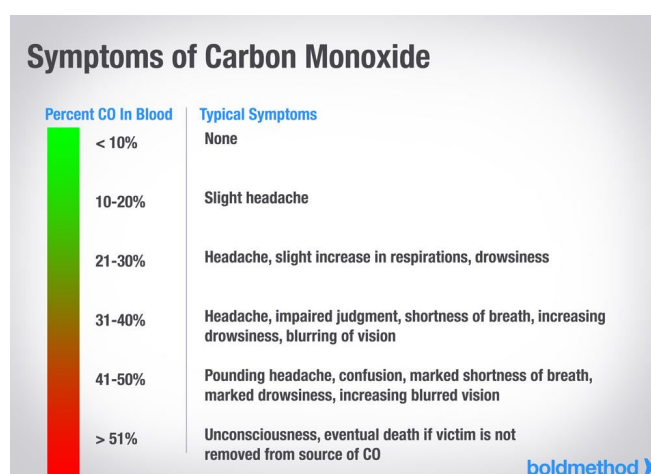 Symptoms of Carbon Monoxide
Percent CO In Blood Typical Symptoms
< 10% None
10-20% Slight headache
21-30% Headache, slight increase in respirations, drowsiness
31-40% Headache, impaired judgment, shortness of breath, increasing
drowsiness, blurring of vision
41-50% Pounding headache, confusion, marked shortness of breath,
marked drowsiness, increasing blurred vision
> 51% Unconsciousness, eventual death if victim is not
removed from source of CO
boldmethod